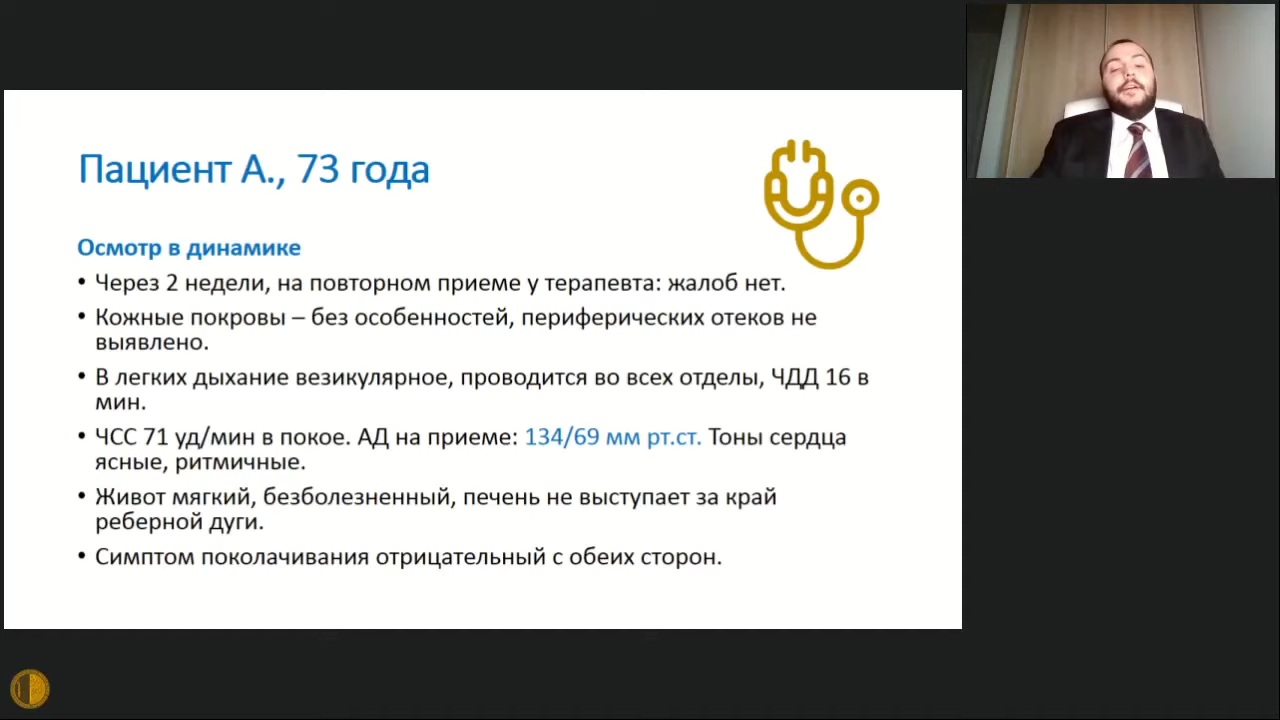 Пациент А., 73 года
Осмотр в динамике
• Через 2 недели, на повторном приеме у терапевта: жалоб нет.
• Кожные покровы – без особенностей, периферических отеков не
выявлено.
• В легких дыхание везикулярное, проводится во всех отделы, ЧДД 16 в
мин.
• ЧСС 71 уд/мин в покое. АД на приеме: 134/69 мм рт.ст. Тоны сердца
ясные, ритмичные.
• Живот мягкий, безболезненный, печень не выступает за край
реберной дуги.
• Симптом поколачивания отрицательный с обеих сторон.